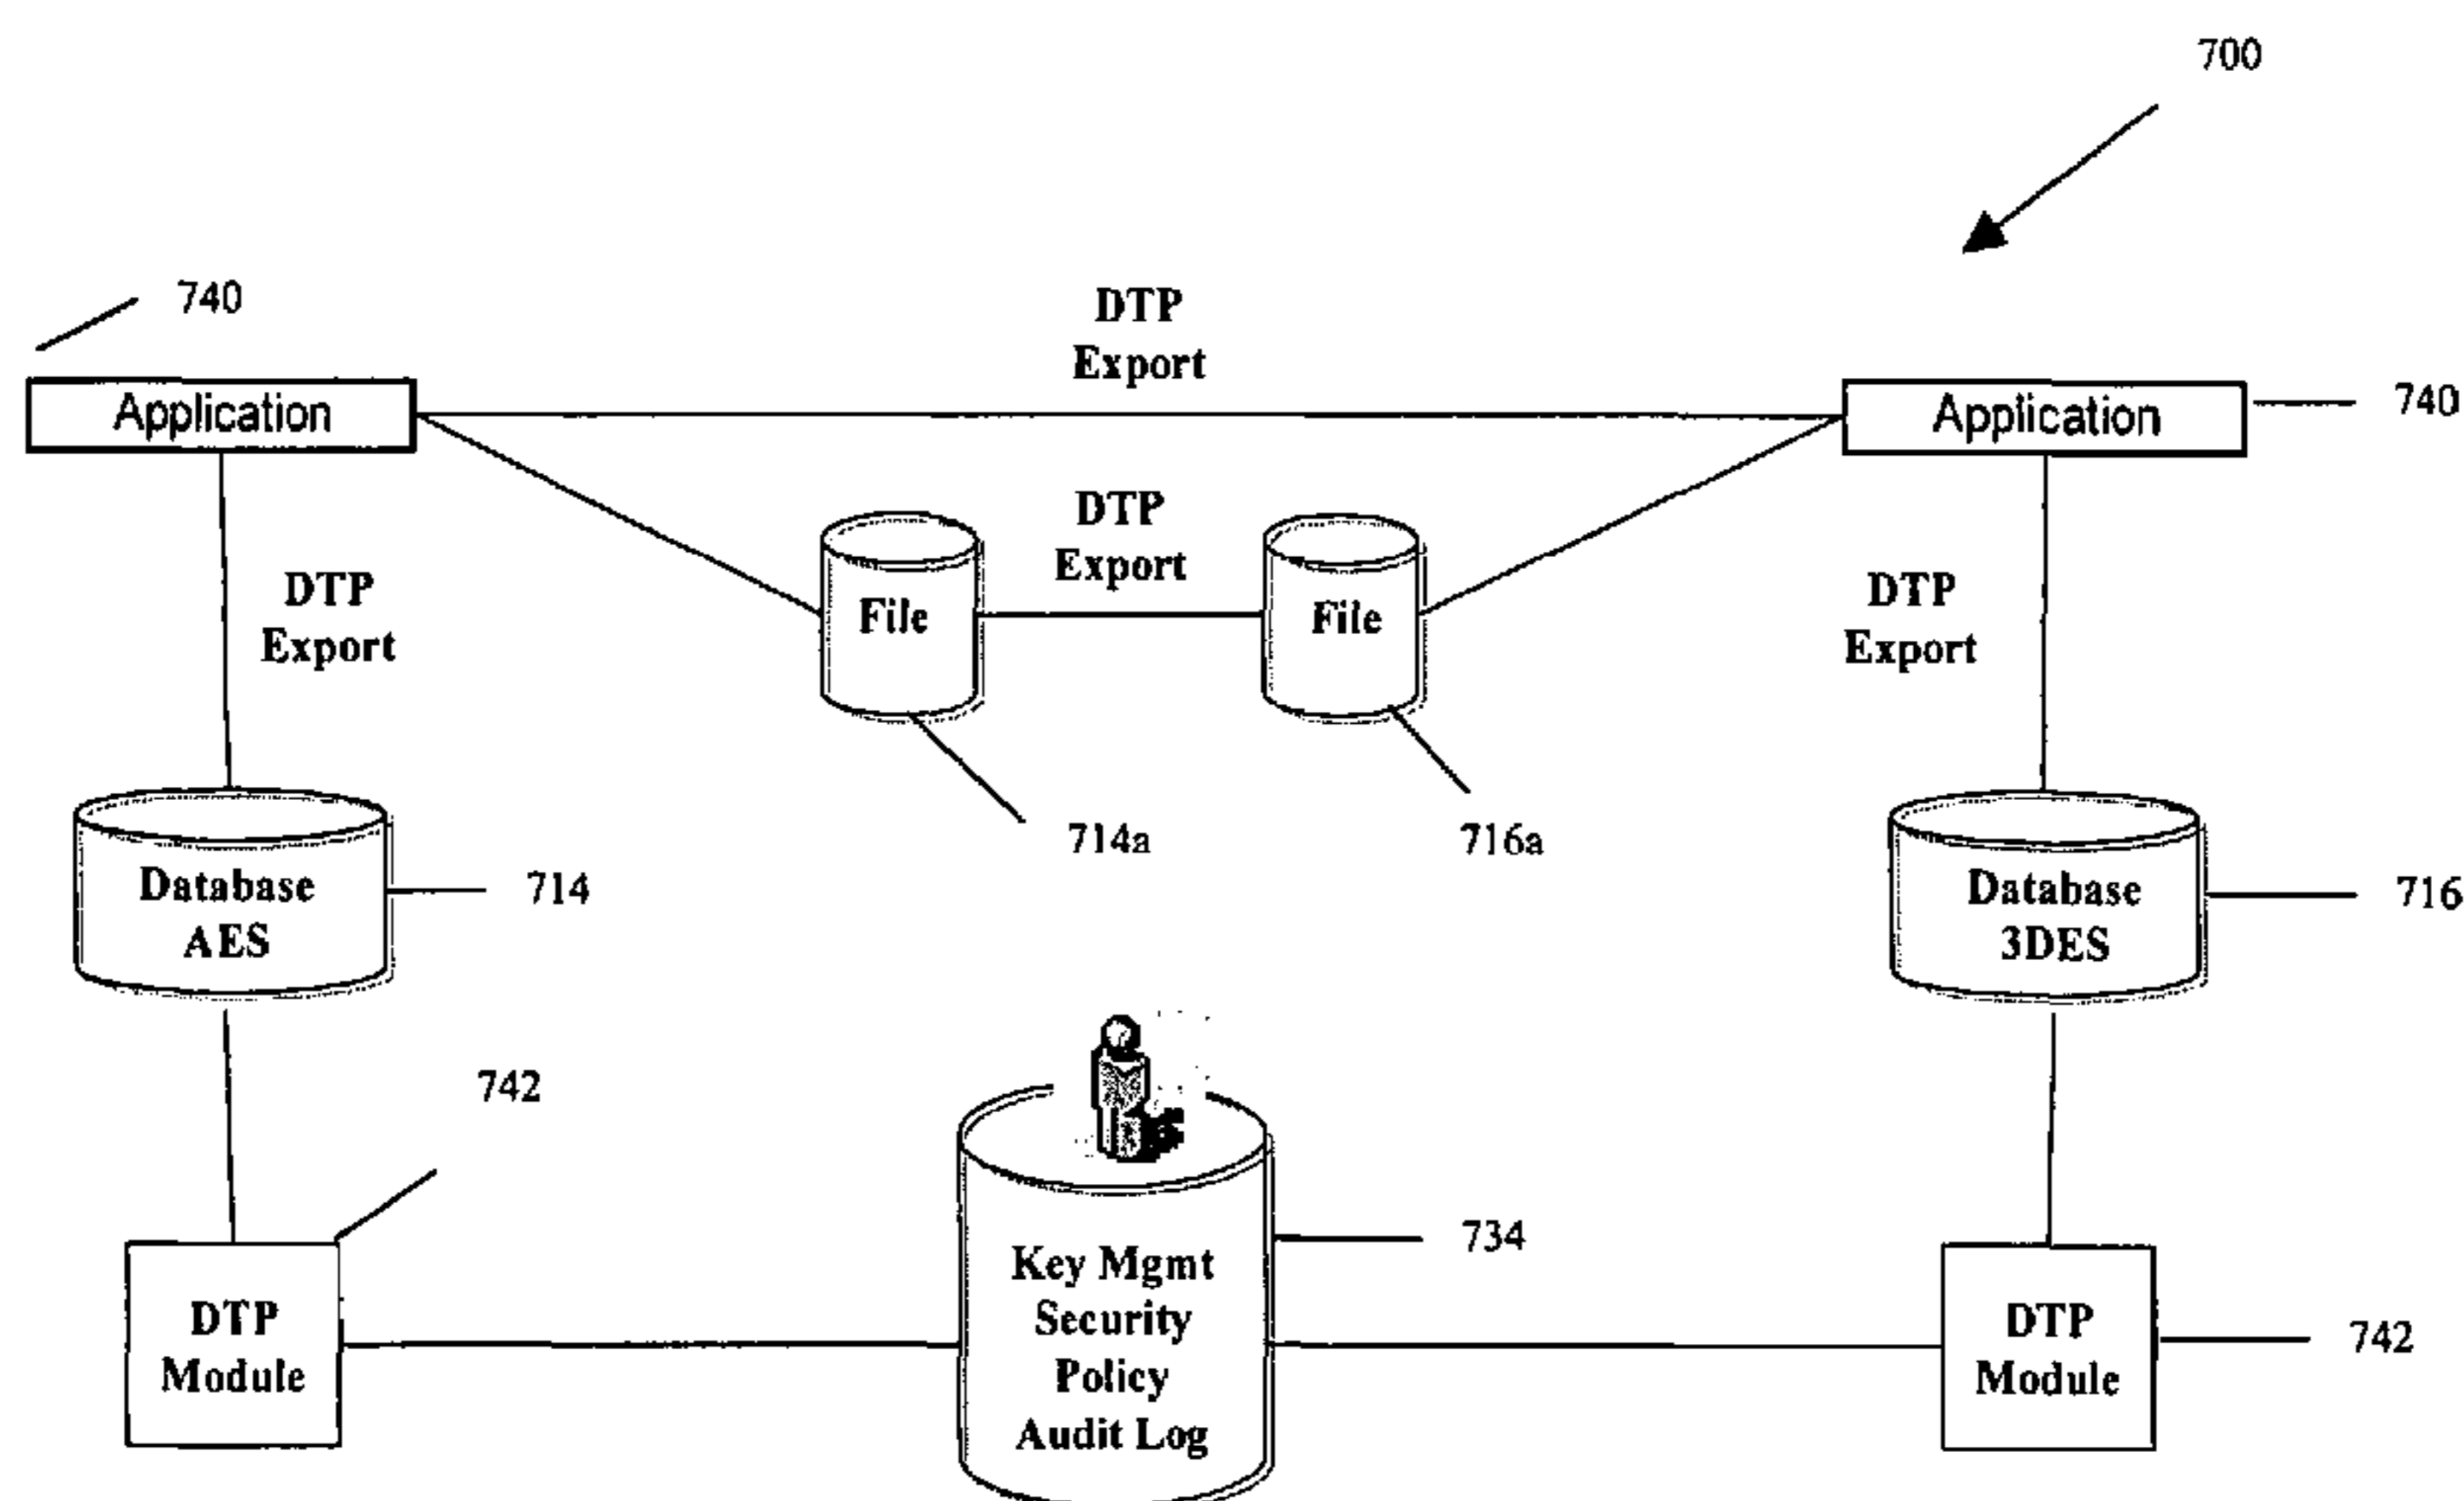 700
740
DTP
Export
Application
Application
740
DTP
Export
DTP
Export
File
File
DTP
Export
714a
716a
Database
AES
714
Database
3DES
716
742
734
Key Mgmt
Security
Policy
Audit Log
DTP
Module
DTP
Module
742